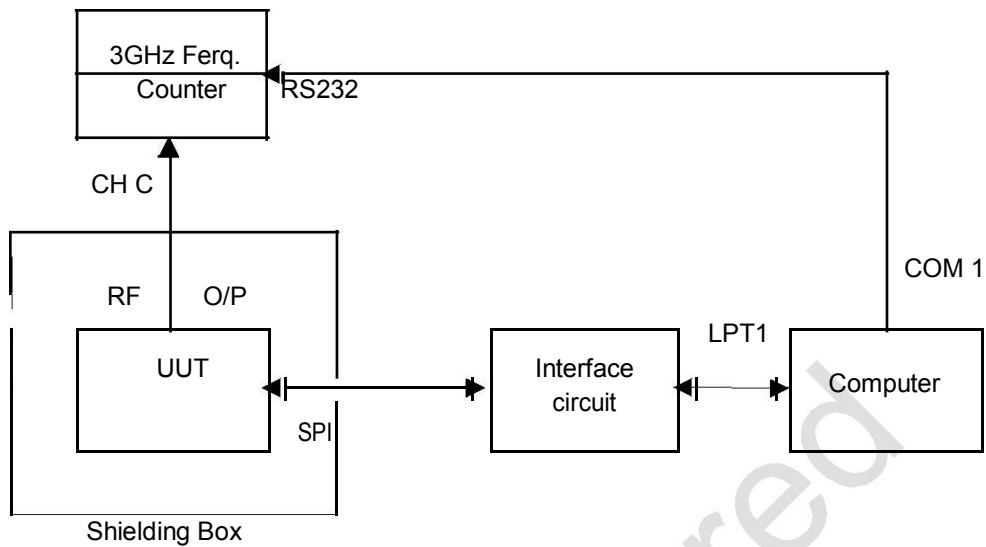 3GHz Ferq.
Counter
RS232
CH C
COM 1
RF O/P
LPT1
UUT
Interface
circuit
Computer
SPI
Shielding Box